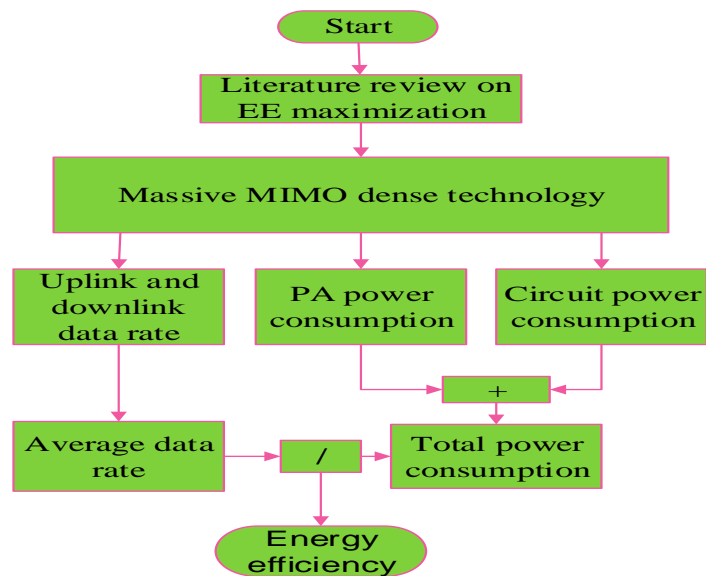 Start
Literature review on
EE maximization
Massive MIMO dense technology
Uplink and
downlink
data rate
PA power
consumption
Circuit power
consumption
+
Average data
rate
/
Total power
consumption
Energy
efficiency